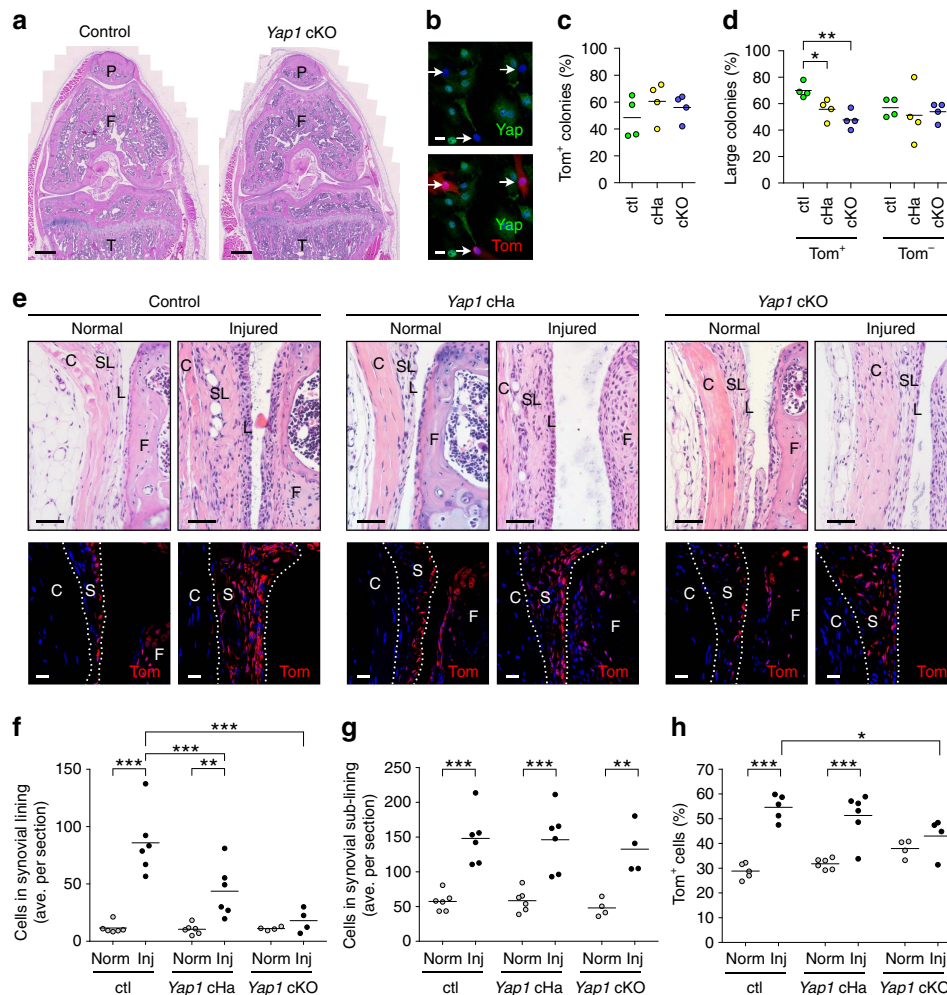 a
Control
Yap1 cKO
P
F
T
P
F
T
b
Yap
Yap
Tom
c
Tom+ colonies (%)
100
80
60
40
20
0
ctl
cHa
cKO
d
Large colonies (%)
100
80
60
40
20
0
*
**
ctl
cHa
cKO
ctl
cHa
cKO
Tom+
Tom−
e
Control
Yap1 cHa
Yap1 cKO
Normal
Injured
Normal
Injured
Normal
Injured
C
SL
L
F
C
SL
L
F
C
SL
L
F
C
SL
L
F
C
SL
L
F
C
SL
L
C
S
F
Tom
S
Tom
C
S
F
Tom
C
S
F
Tom
C
S
F
Tom
C
S
Tom
f
Cells in synovial lining
(ave. per section)
150
100
50
0
***
***
***
**
Norm Inj
Norm Inj
Norm Inj
ctl
Yap1 cHa
Yap1 cKO
g
Cells in synovial sub-lining
(ave. per section)
250
200
150
100
50
0
***
***
**
Norm Inj
Norm Inj
Norm Inj
ctl
Yap1 cHa
Yap1 cKO
h
Tom+ cells (%)
70
60
50
40
30
20
10
0
*
***
***
Norm Inj
Norm Inj
Norm Inj
ctl
Yap1 cHa
Yap1 cKO